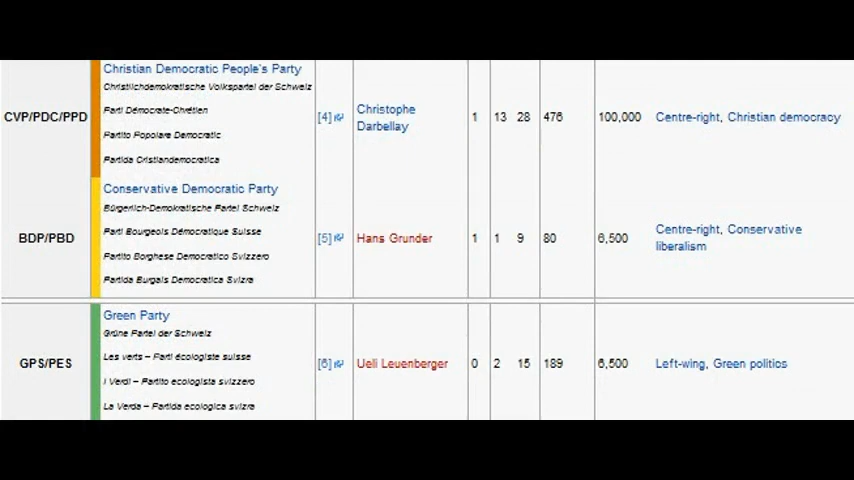 CVP/PDC/PPD
Christian Democratic People's Party
Christlichdemokratische Volkspartei der Schweiz
Parti Démocrate-Chrétien
Partito Popolare Democratic
Partida Cristiandemocratica
[4]
Christophe
Darbellay
1
13
28
476
100,000
Centre-right, Christian democracy
BDP/PBD
Conservative Democratic Party
Bürgerlich-Demokratische Partei Schweiz
Parti Bourgeois Démocratique Suisse
Partito Borghese Democratico Svizzero
Partida Burgais Democratica Svizra
[5]
Hans Grunder
1
1
9
80
6,500
Centre-right, Conservative
liberalism
GPS/PES
Green Party
Grüne Partei der Schweiz
Les verts – Parti écologiste suisse
I Verdi – Partito ecologista svizzero
La Verda – Partida ecologica svizra
[6]
Ueli Leuenberger
0
2
15
189
6,500
Left-wing, Green politics